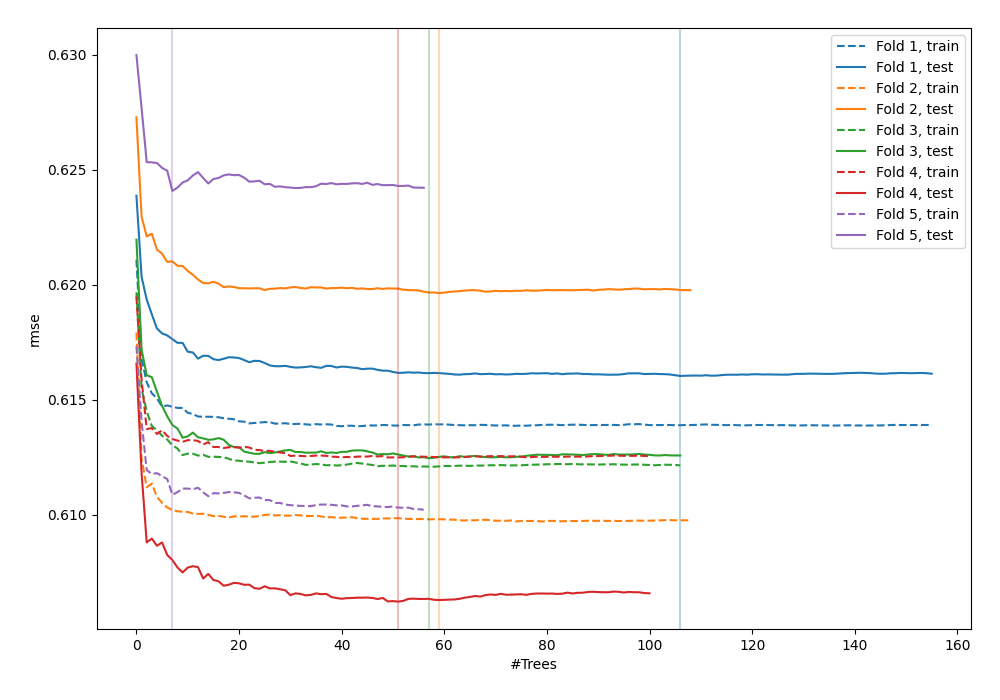 0.630
0.625
0.620
0.615
0.610
rmse
0
20
40
60
80
100
120
140
160
#Trees
Fold 1, train
Fold 1, test
Fold 2, train
Fold 2, test
Fold 3, train
Fold 3, test
Fold 4, train
Fold 4, test
Fold 5, train
Fold 5, test